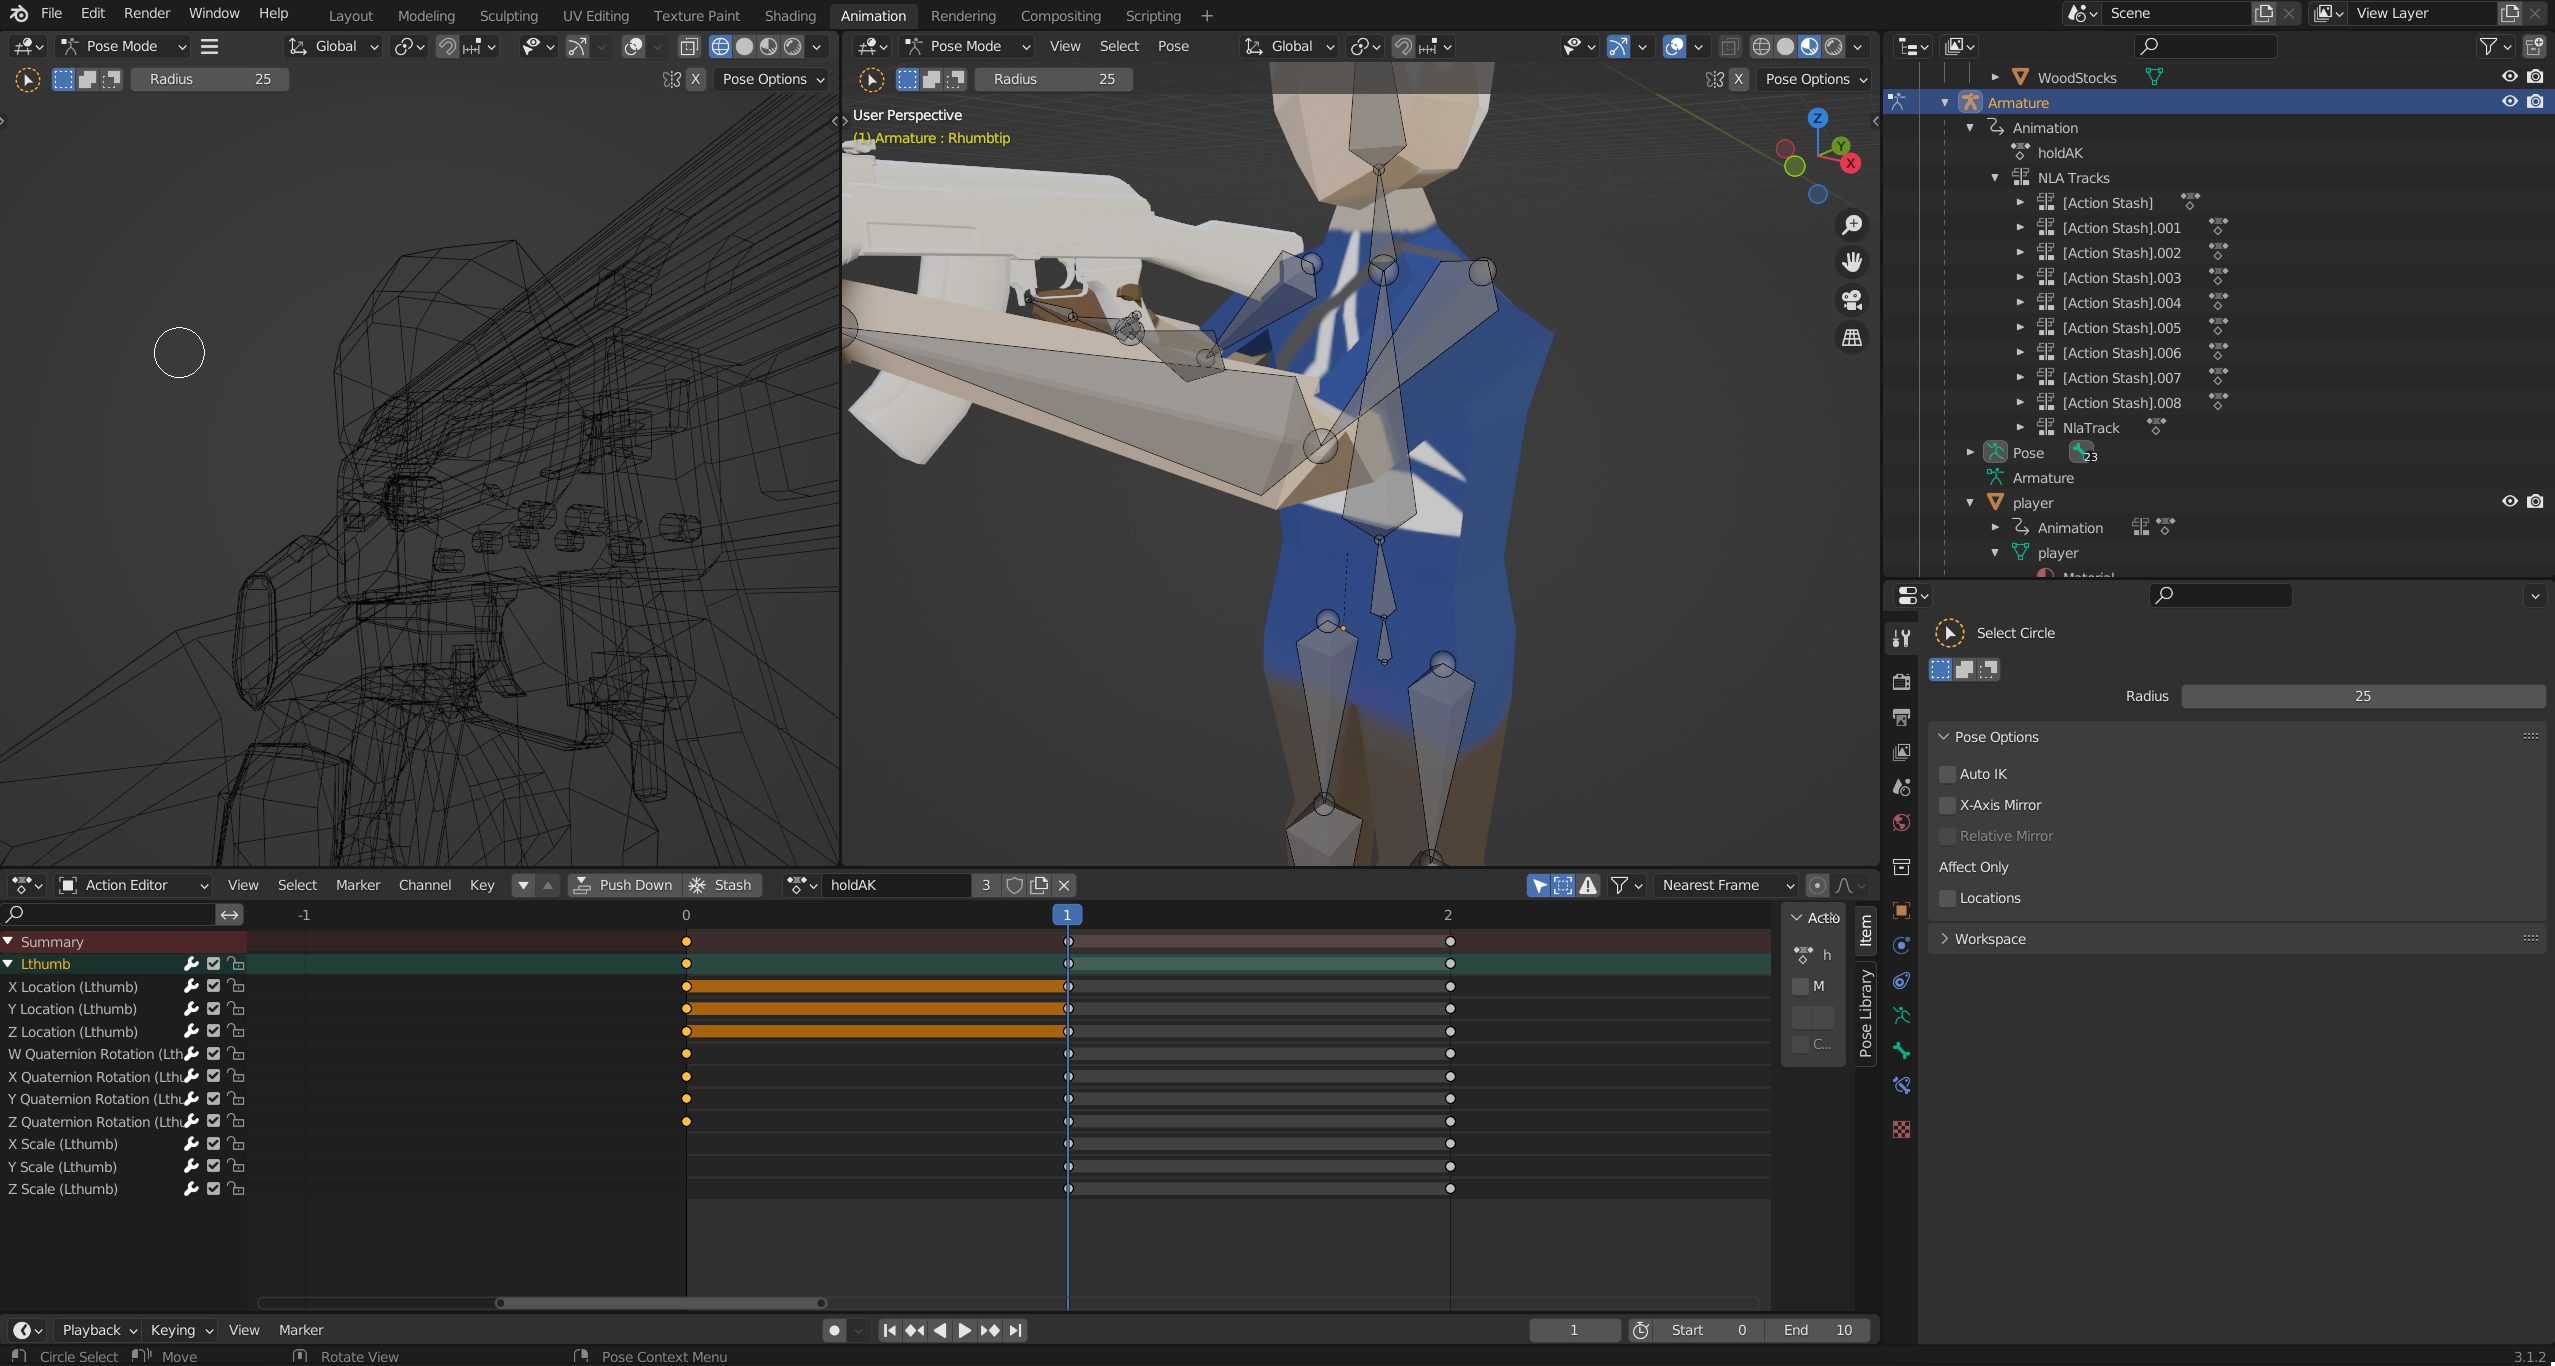 File Edit Render Window Help Layout Modeling Sculpting UV Editing Texture Paint Shading Animation Rendering Compositing Scripting + Scene View Layer
Pose Mode Global
Radius 25 X Pose Options
Pose Mode View Select Pose Global
Radius 25 X Pose Options
User Perspective
(1) Armature : Rhumbtip
Z
Y
X
WoodStocks
Armature
Animation
holdAK
NLA Tracks
[Action Stash]
[Action Stash].001
[Action Stash].002
[Action Stash].003
[Action Stash].004
[Action Stash].005
[Action Stash].006
[Action Stash].007
[Action Stash].008
NlaTrack
Pose 23
Armature
player
Animation
player
Material
Select Circle
Radius 25
Pose Options
Auto IK
X-Axis Mirror
Relative Mirror
Affect Only
Locations
Workspace
Action Editor View Select Marker Channel Key Push Down Stash holdAK 3 Nearest Frame
-1 0 1 2
Summary
Lthumb
X Location (Lthumb)
Y Location (Lthumb)
Z Location (Lthumb)
W Quaternion Rotation (Lth
X Quaternion Rotation (Lthu
Y Quaternion Rotation (Lthu
Z Quaternion Rotation (Lthu
X Scale (Lthumb)
Y Scale (Lthumb)
Z Scale (Lthumb)
h
M
C...
Item
Pose Library
Playback Keying View Marker 1 Start 0 End 10
Circle Select Move Rotate View Pose Context Menu 3.1.2